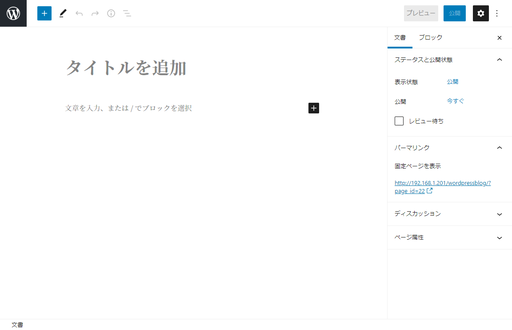 プレビュー 公開
文書 ブロック
タイトルを追加
文章を入力、または / でブロックを選択
ステータスと公開状態
表示状態 公開
公開 今すぐ
レビュー待ち
パーマリンク
固定ページを表示
http://192.168.1.201/wordpressblog/?
page_id=22
ディスカッション
ページ属性
文書